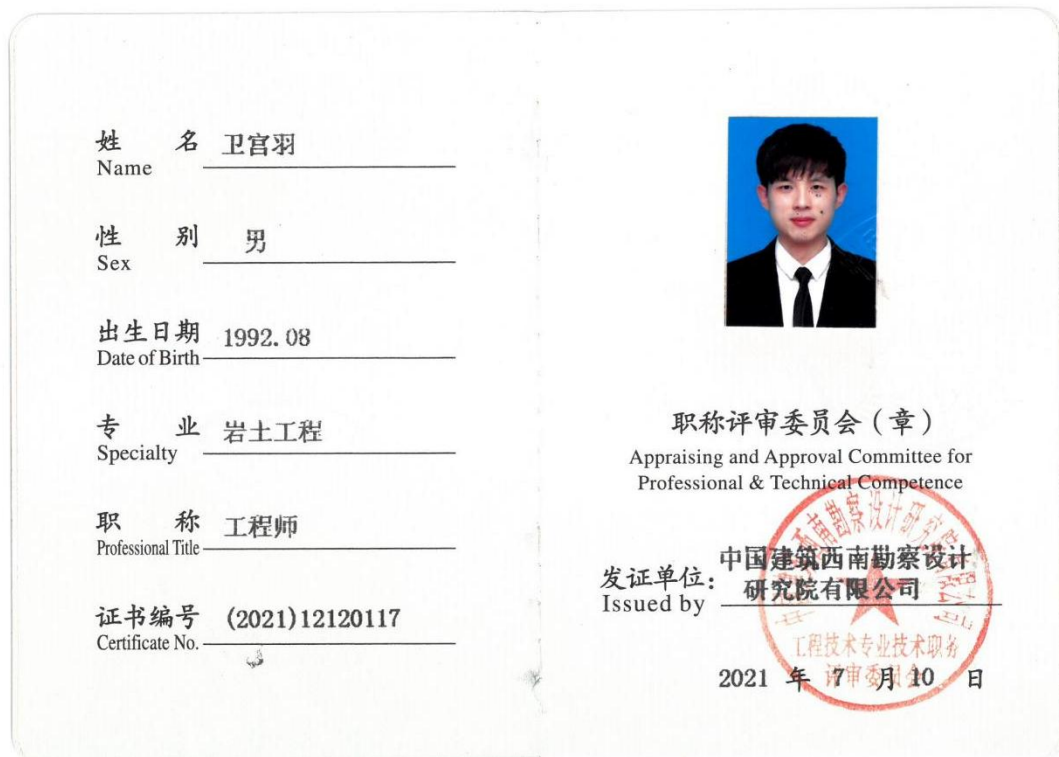 姓 名 卫宫羽
Name
性 别 男
Sex
出生日期 1992.08
Date of Birth
专 业 岩土工程
Specialty
职 称 工程师
Professional Title
证书编号 (2021)12120117
Certificate No.
职称评审委员会（章）
Appraising and Approval Committee for
Professional & Technical Competence
发证单位：中国建筑西南勘察设计
Issued by 研究院有限公司
工程技术专业技术职务
评审委员会
2021 年 7 月 10 日